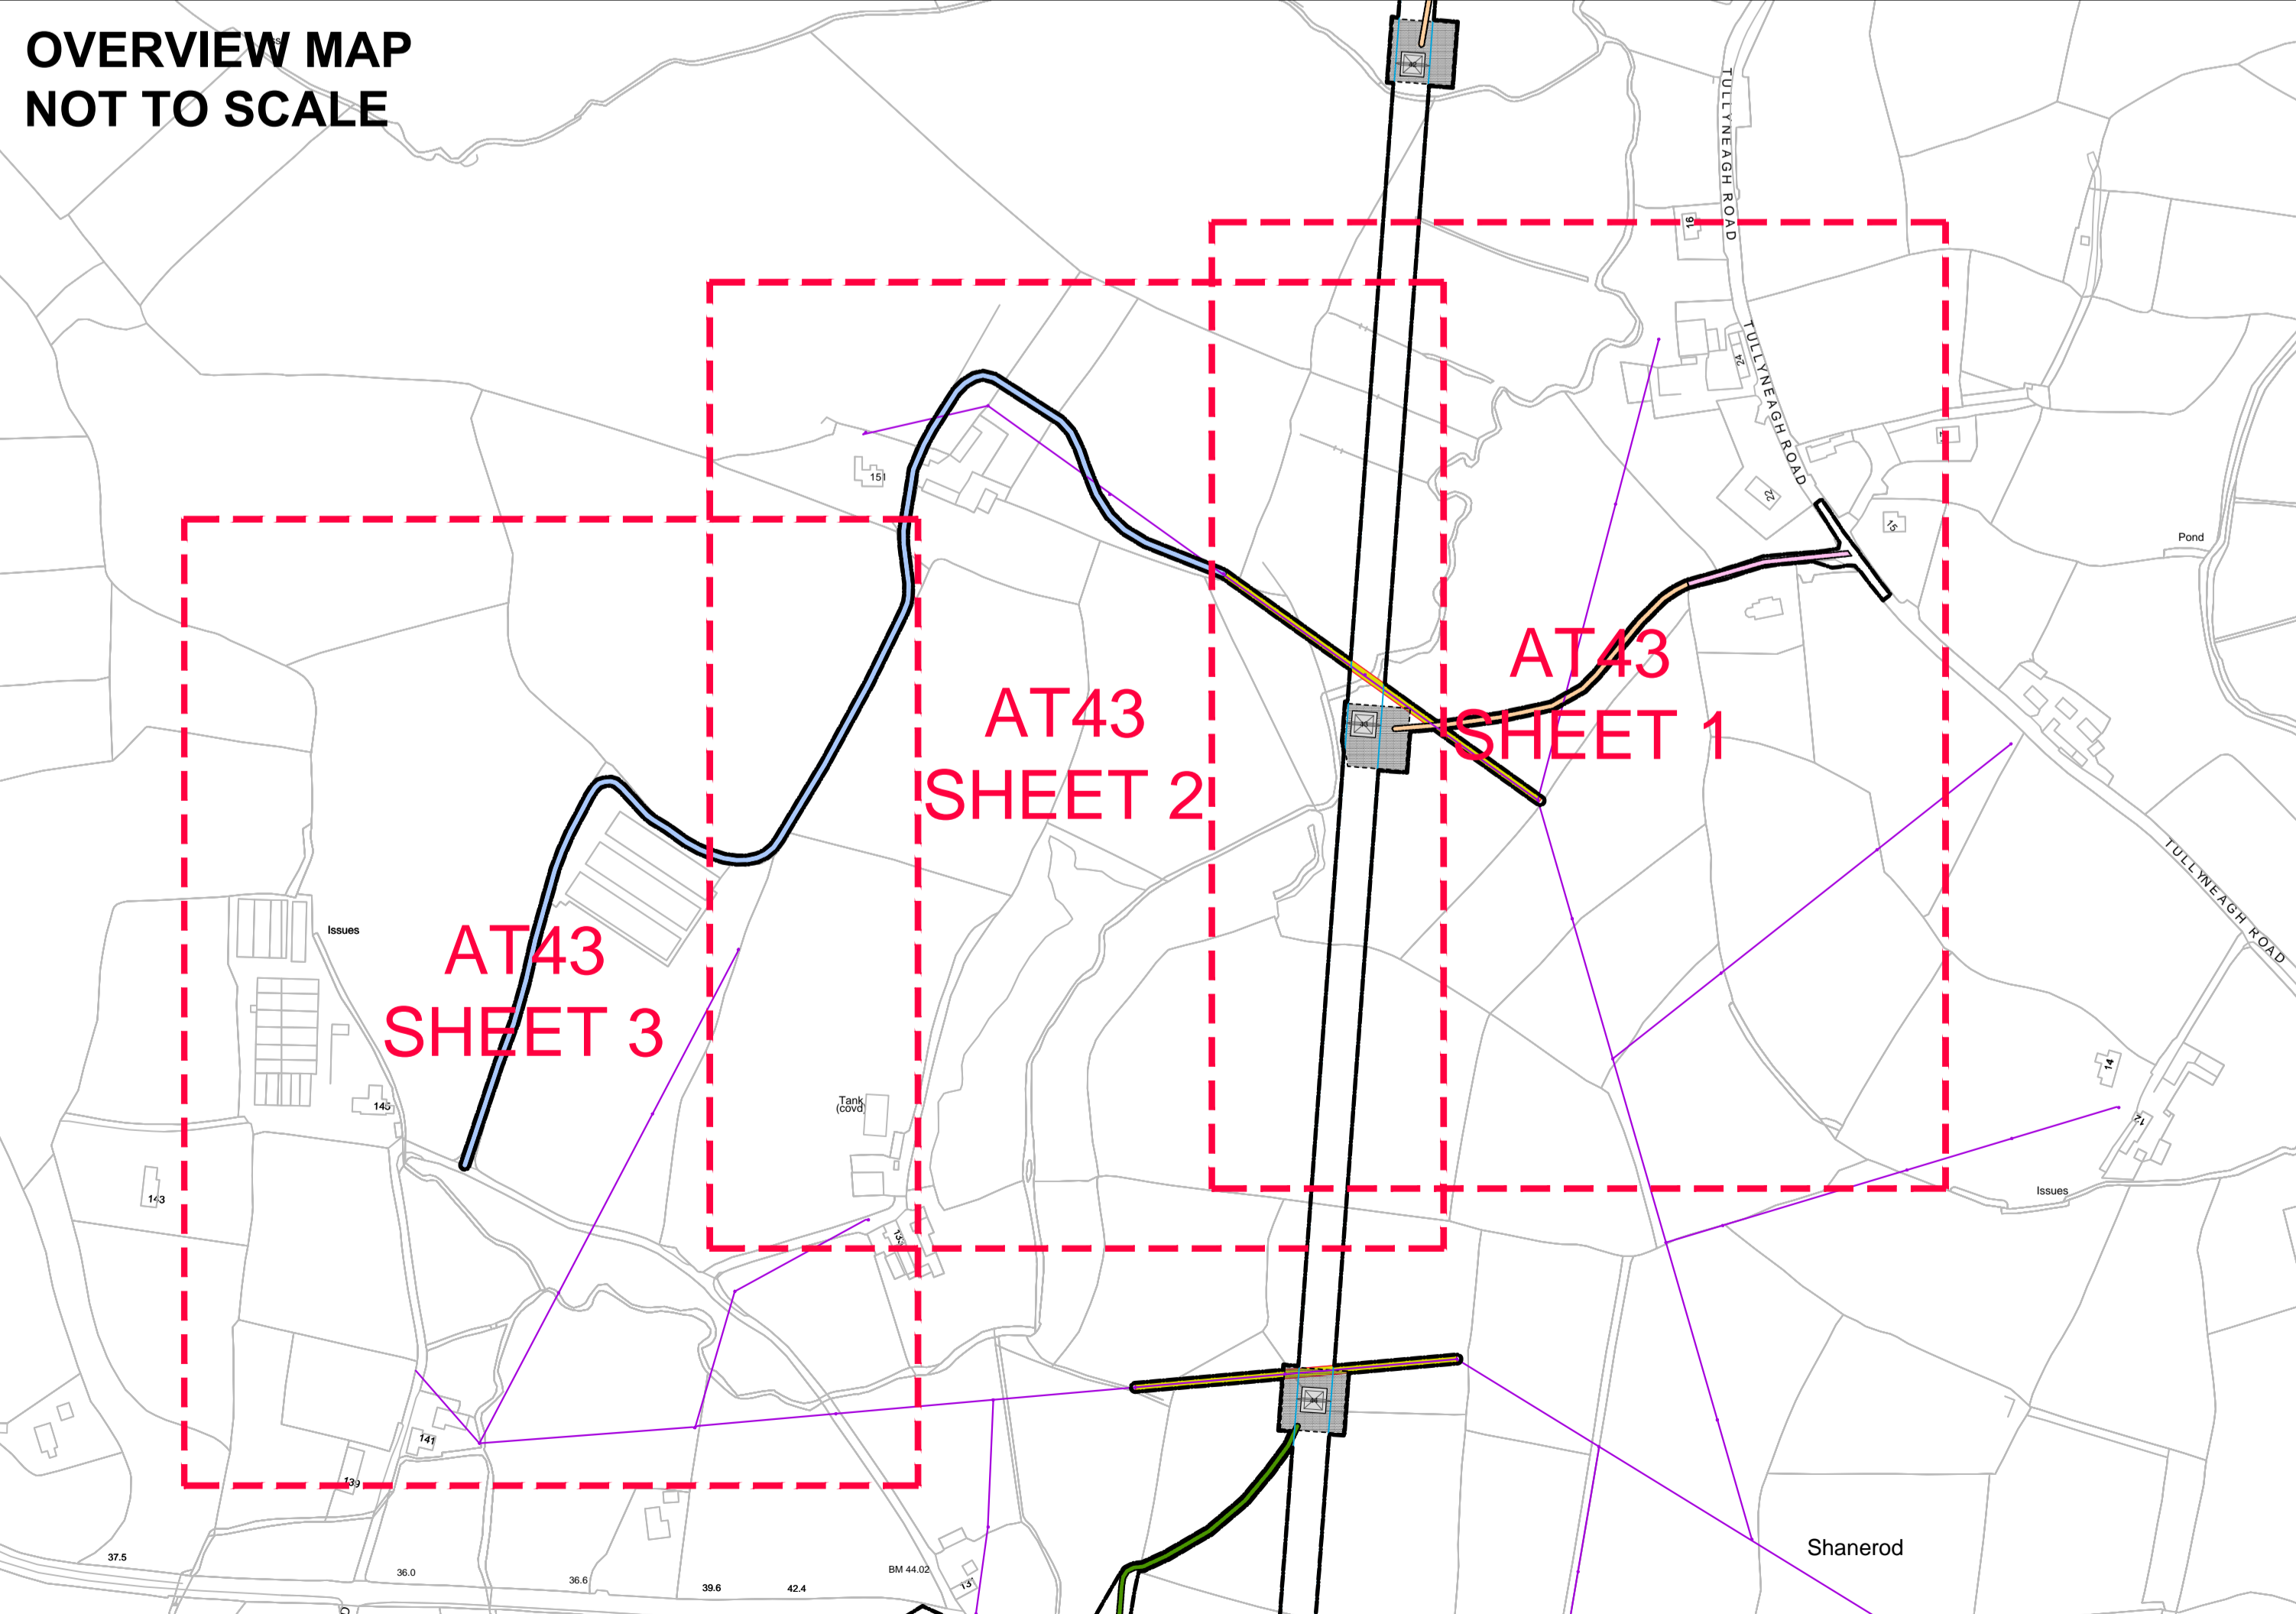 OVERVIEW MAP
NOT TO SCALE
TULLYNEAGH ROAD
16
TULLYNEAGH ROAD
24
22
15
151
Pond
AT43
SHEET 1
AT43
SHEET 2
AT43
SHEET 3
TULLYNEAGH ROAD
Issues
145
143
Tank
(covd)
14
12
Issues
141
139
Shanerod
37.5
36.0
36.6
39.6
42.4
BM 44.02